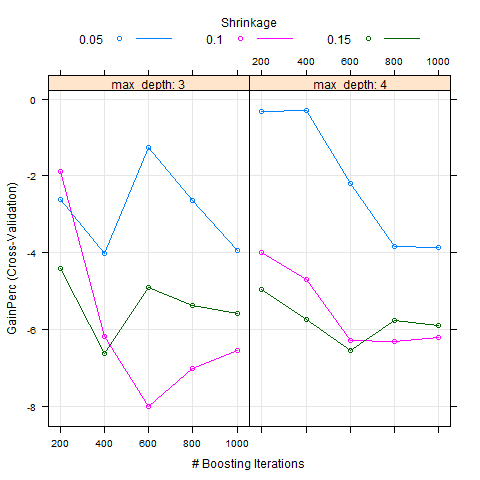 Shrinkage
0.05 0.1 0.15
200 400 600 800 1000
max_depth: 3 max_depth: 4
0
-2
-4
-6
-8
GainPerc (Cross-Validation)
200 400 600 800 1000
# Boosting Iterations